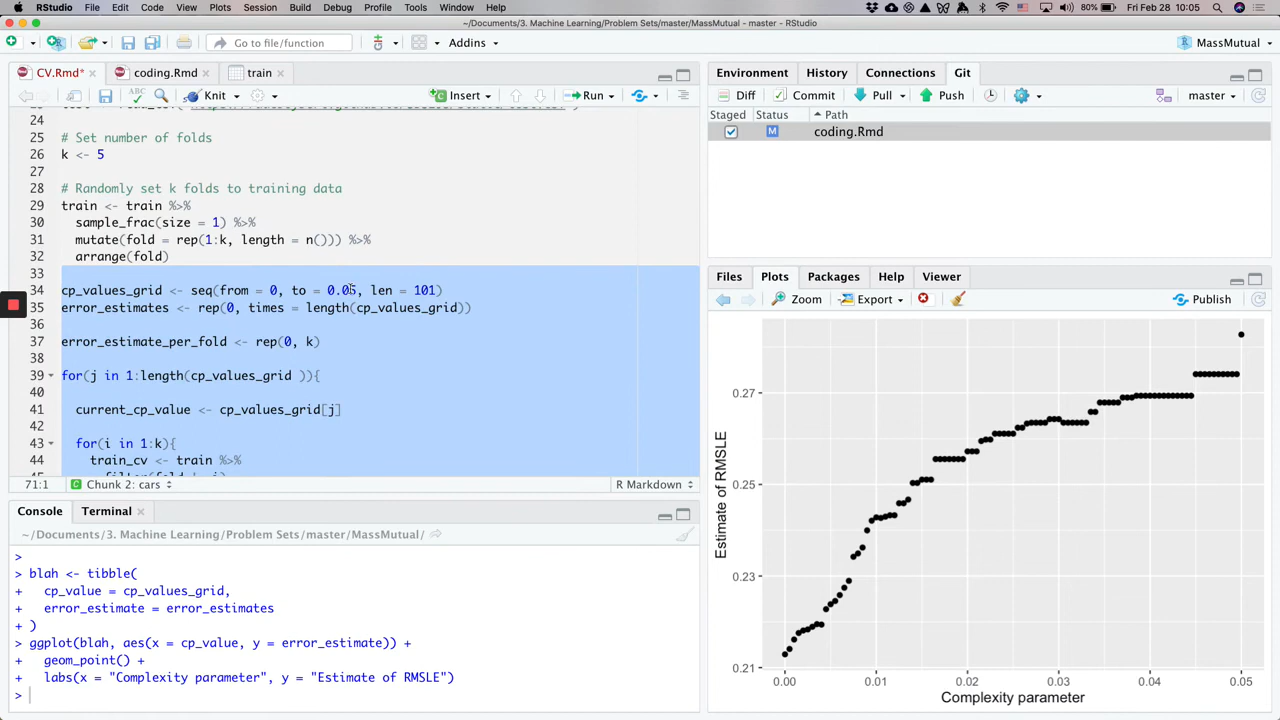 RStudio File Edit Code View Plots Session Build Debug Profile Tools Window Help 80% Fri Feb 28 10:05
~/Documents/3. Machine Learning/Problem Sets/master/MassMutual - master - RStudio
Go to file/function Addins MassMutual
CV.Rmd* coding.Rmd train
Knit Insert Run
24
25 # Set number of folds
26 k <- 5
27
28 # Randomly set k folds to training data
29 train <- train %>%
30 sample_frac(size = 1) %>%
31 mutate(fold = rep(1:k, length = n())) %>%
32 arrange(fold)
33
34 cp_values_grid <- seq(from = 0, to = 0.05, len = 101)
35 error_estimates <- rep(0, times = length(cp_values_grid))
36
37 error_estimate_per_fold <- rep(0, k)
38
39 for(j in 1:length(cp_values_grid )){
40
41 current_cp_value <- cp_values_grid[j]
42
43 for(i in 1:k){
44 train_cv <- train %>%
71:1 Chunk 2: cars R Markdown
Console Terminal
~/Documents/3. Machine Learning/Problem Sets/master/MassMutual/
>
> blah <- tibble(
+ cp_value = cp_values_grid,
+ error_estimate = error_estimates
+ )
> ggplot(blah, aes(x = cp_value, y = error_estimate)) +
+ geom_point() +
+ labs(x = "Complexity parameter", y = "Estimate of RMSLE")
>
Environment History Connections Git
Diff Commit Pull Push master
Staged Status Path
M coding.Rmd
Files Plots Packages Help Viewer
Zoom Export Publish
Estimate of RMSLE
0.27
0.25
0.23
0.21
0.00 0.01 0.02 0.03 0.04 0.05
Complexity parameter